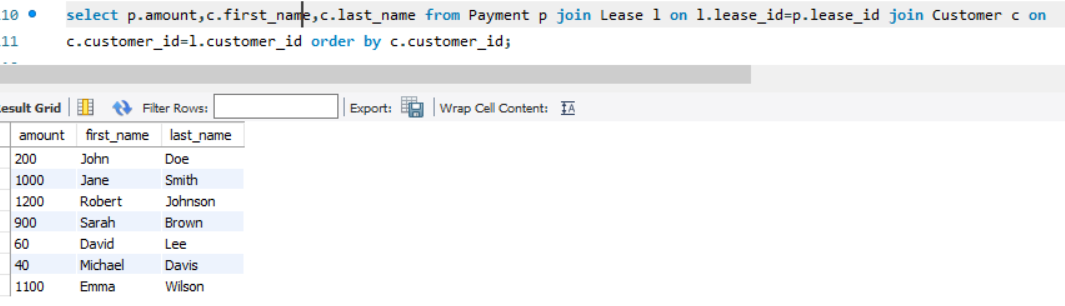 10 select p.amount,c.first_name,c.last_name from Payment p join Lease l on l.lease_id=p.lease_id join Customer c on
11 c.customer_id=l.customer_id order by c.customer_id;
esult Grid Filter Rows: Export: Wrap Cell Content:
amount first_name last_name
200 John Doe
1000 Jane Smith
1200 Robert Johnson
900 Sarah Brown
60 David Lee
40 Michael Davis
1100 Emma Wilson